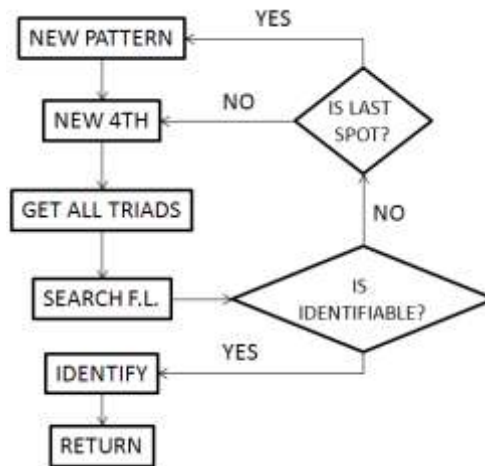 YES
NEW PATTERN
NO
IS LAST
SPOT?
NEW 4TH
GET ALL TRIADS
NO
SEARCH F.L.
IS
IDENTIFIABLE?
YES
IDENTIFY
RETURN